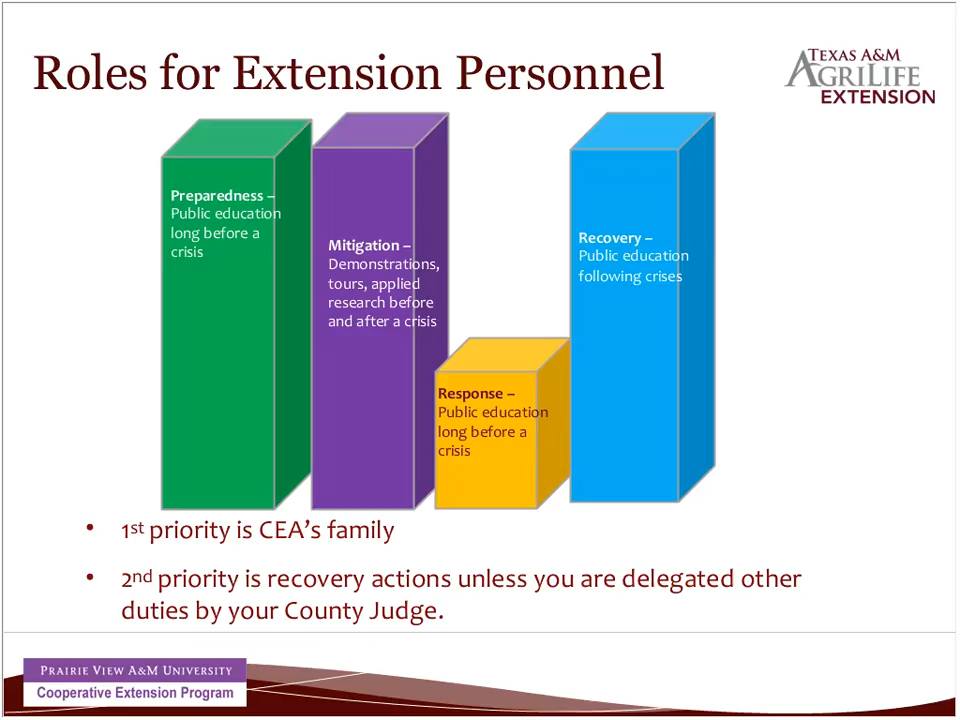 Roles for Extension Personnel
TEXAS A&M
AGRILIFE
EXTENSION
Preparedness –
Public education
long before a
crisis
Mitigation –
Demonstrations,
tours, applied
research before
and after a crisis
Response –
Public education
long before a
crisis
Recovery –
Public education
following crises
• 1st priority is CEA’s family
• 2nd priority is recovery actions unless you are delegated other
duties by your County Judge.
PRAIRIE VIEW A&M UNIVERSITY
Cooperative Extension Program